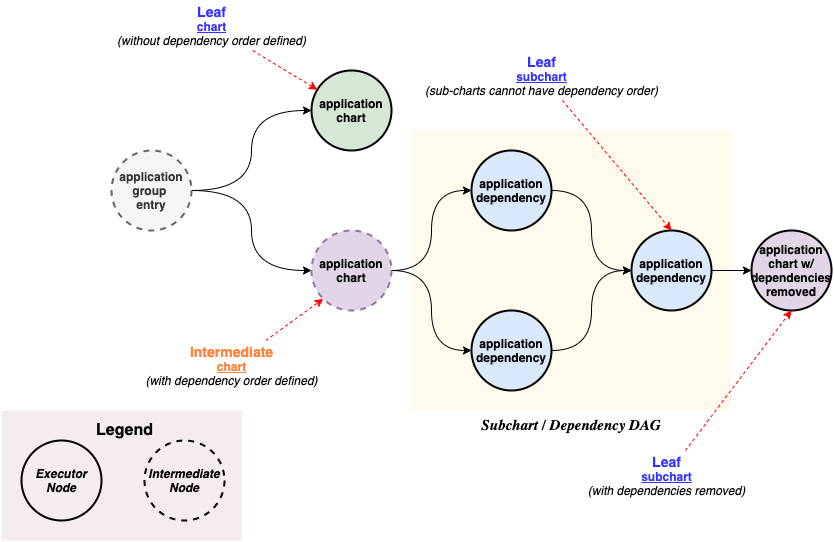 Leaf
chart
(without dependency order defined)
Leaf
subchart
(sub-charts cannot have dependency order)
application
chart
application
group
entry
application
dependency
application
chart
application
dependency
application
chart w/
dependencies
removed
application
dependency
Intermediate
chart
(with dependency order defined)
Subchart / Dependency DAG
Legend
Executor
Node
Intermediate
Node
Leaf
subchart
(with dependencies removed)